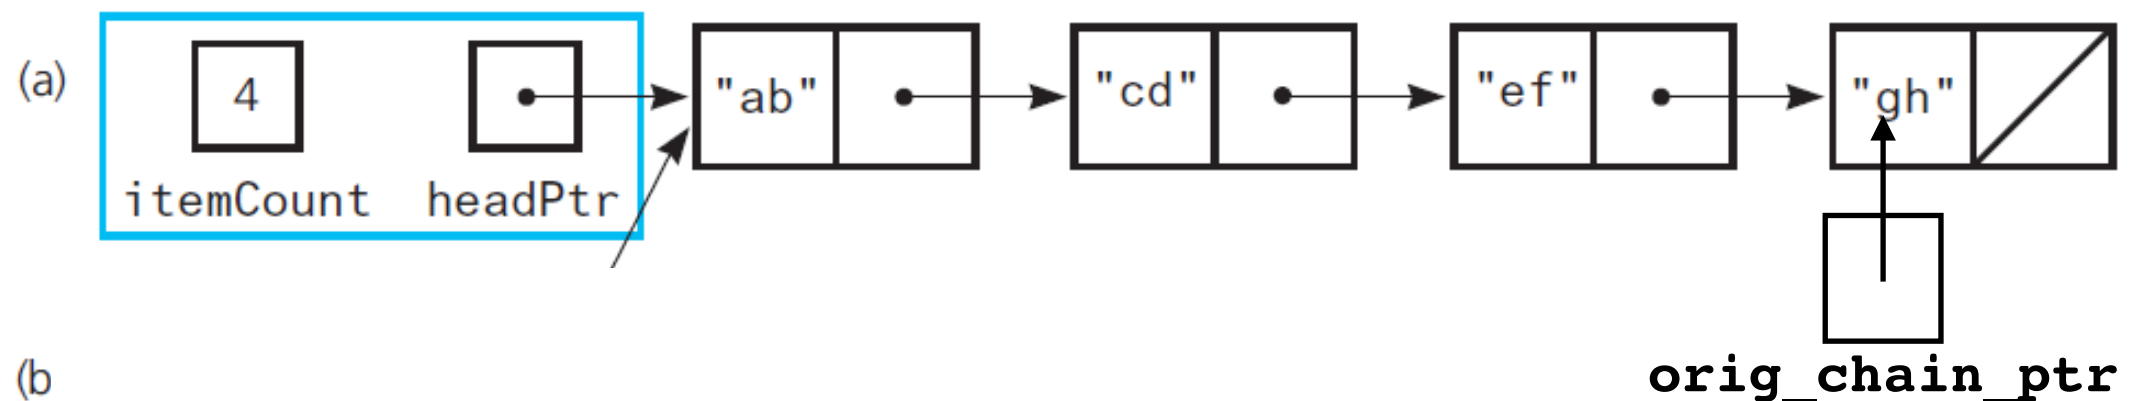 (a)
4
"ab"
"cd"
"ef"
"gh"
itemCount headPtr
orig_chain_ptr
(b